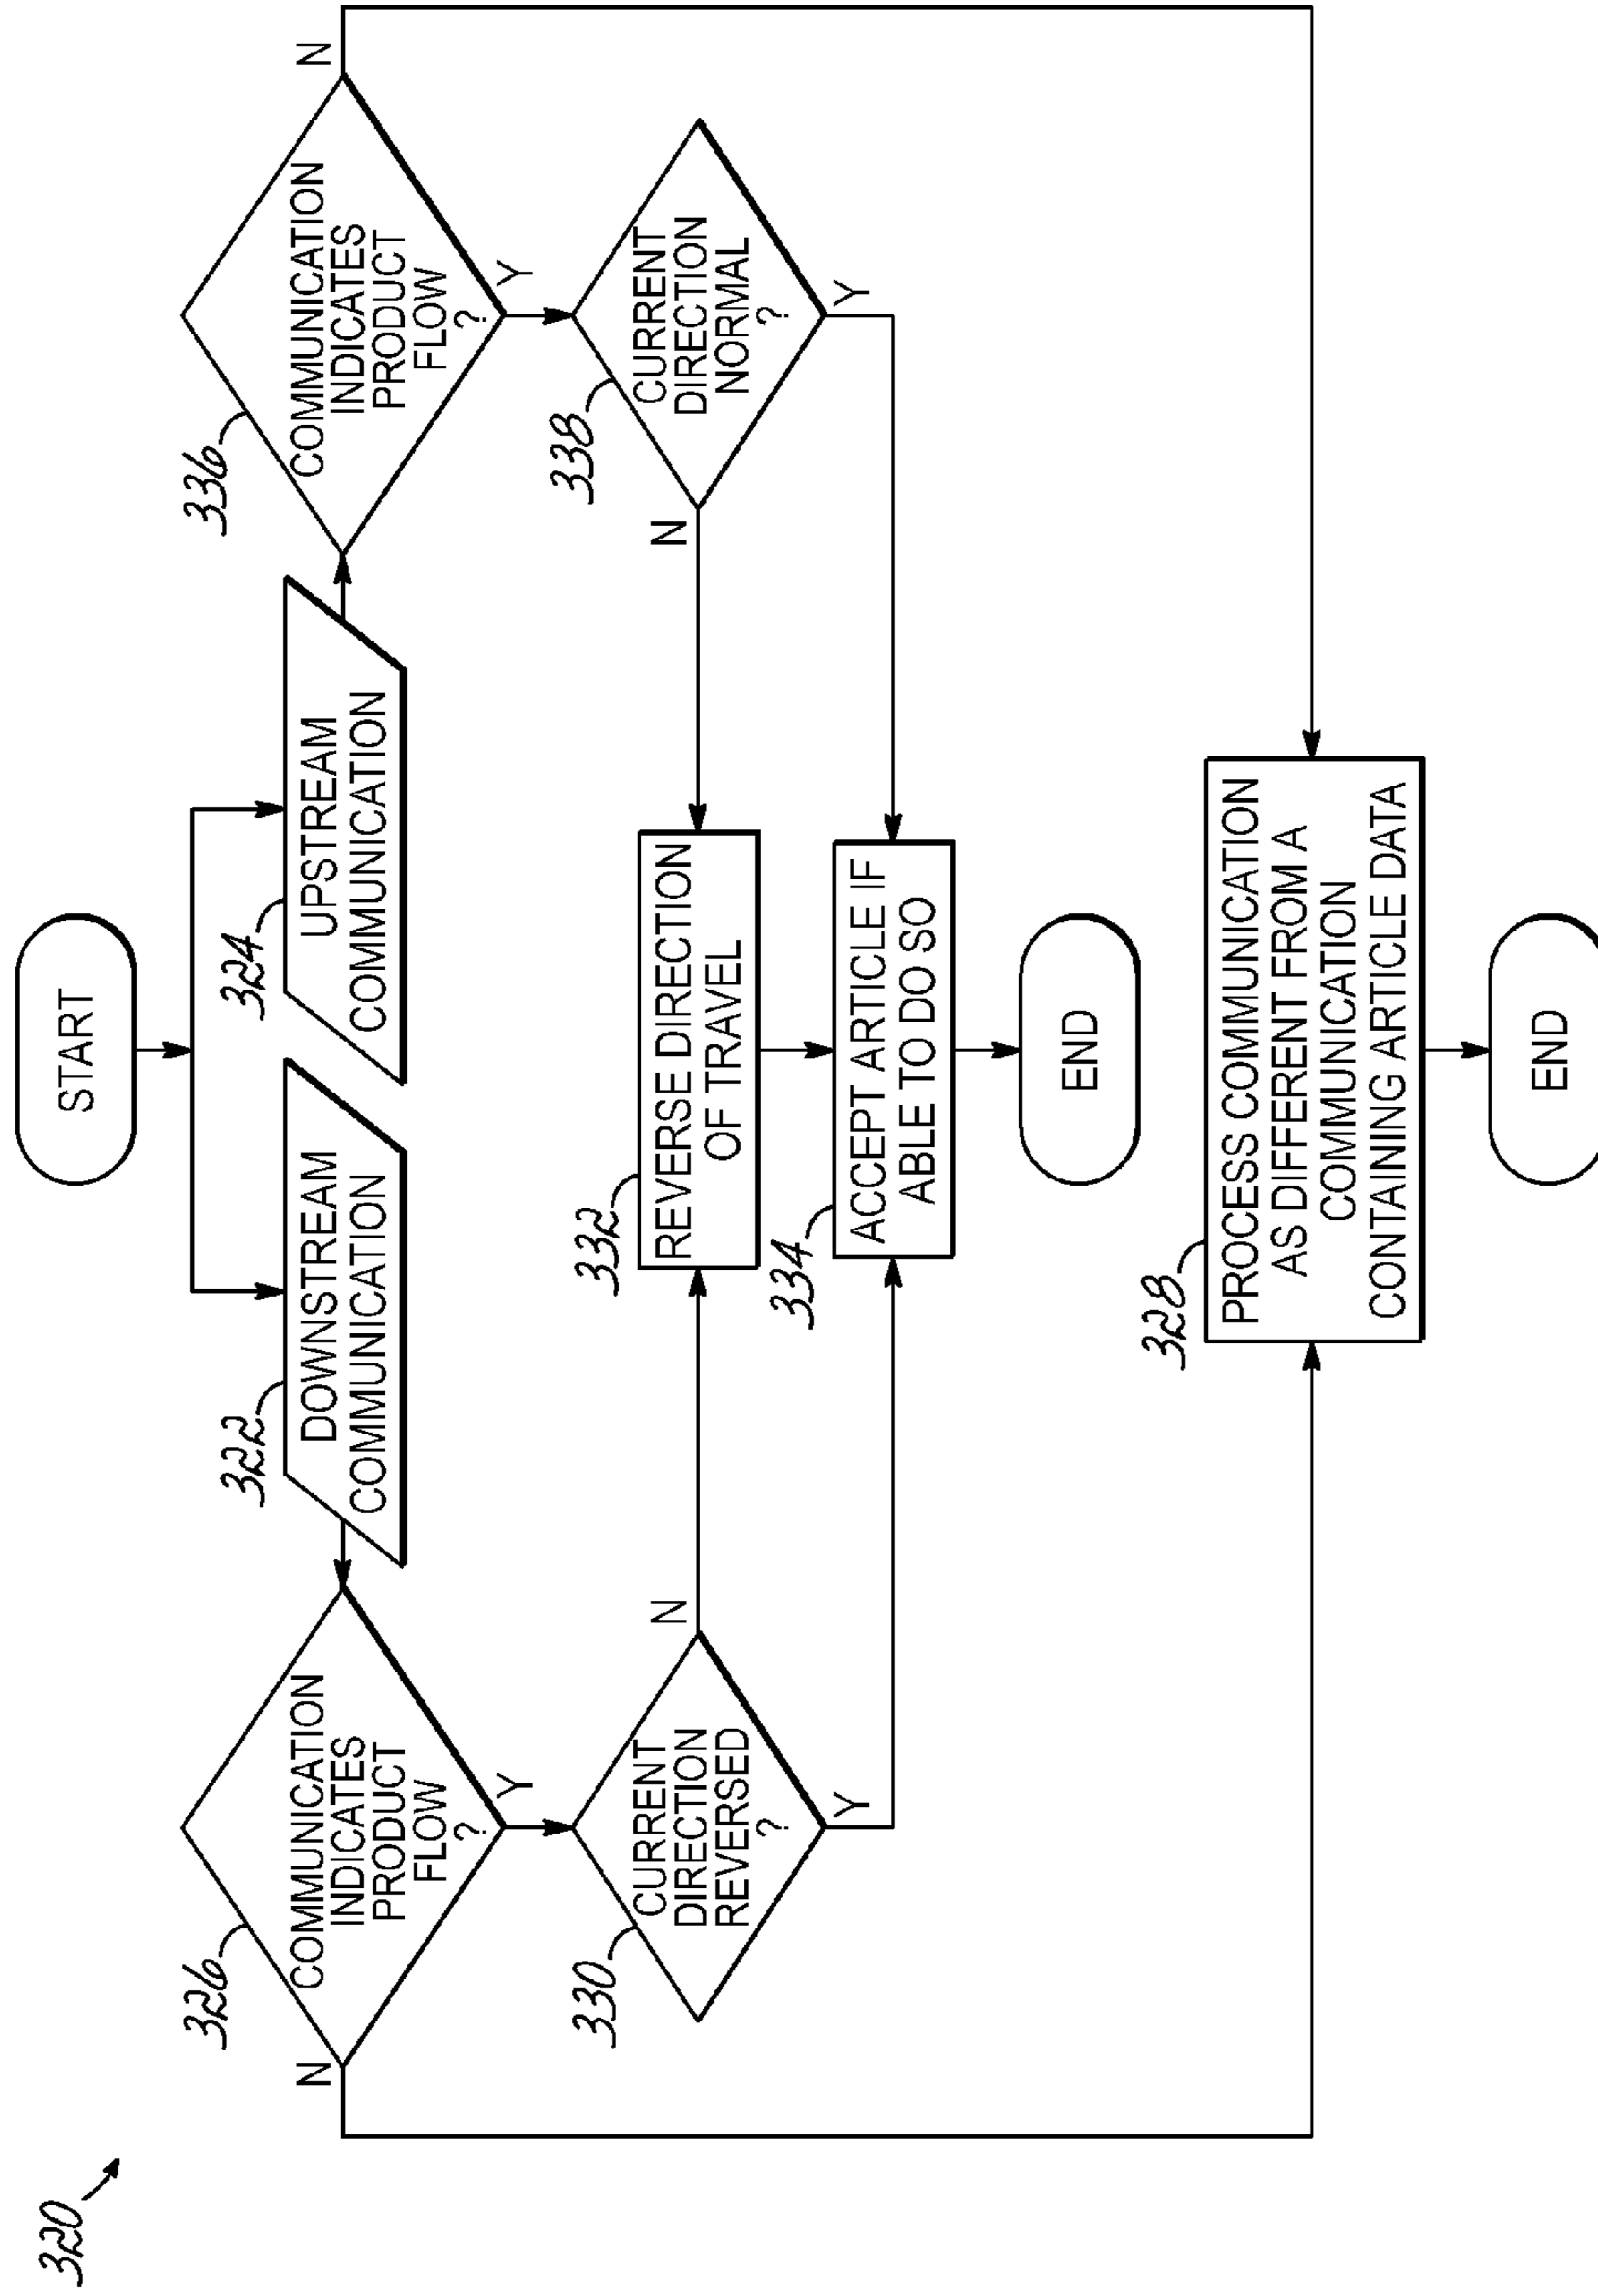 320
START
322
DOWNSTREAM
COMMUNICATION
324
UPSTREAM
COMMUNICATION
326
COMMUNICATION
INDICATES
PRODUCT
FLOW
?
N
Y
336
COMMUNICATION
INDICATES
PRODUCT
FLOW
?
N
Y
330
CURRENT
DIRECTION
REVERSED
?
N
Y
332
REVERSE DIRECTION
OF TRAVEL
338
CURRENT
DIRECTION
NORMAL
?
N
Y
334
ACCEPT ARTICLE IF
ABLE TO DO SO
END
328
PROCESS COMMUNICATION
AS DIFFERENT FROM A
COMMUNICATION
CONTAINING ARTICLE DATA
END